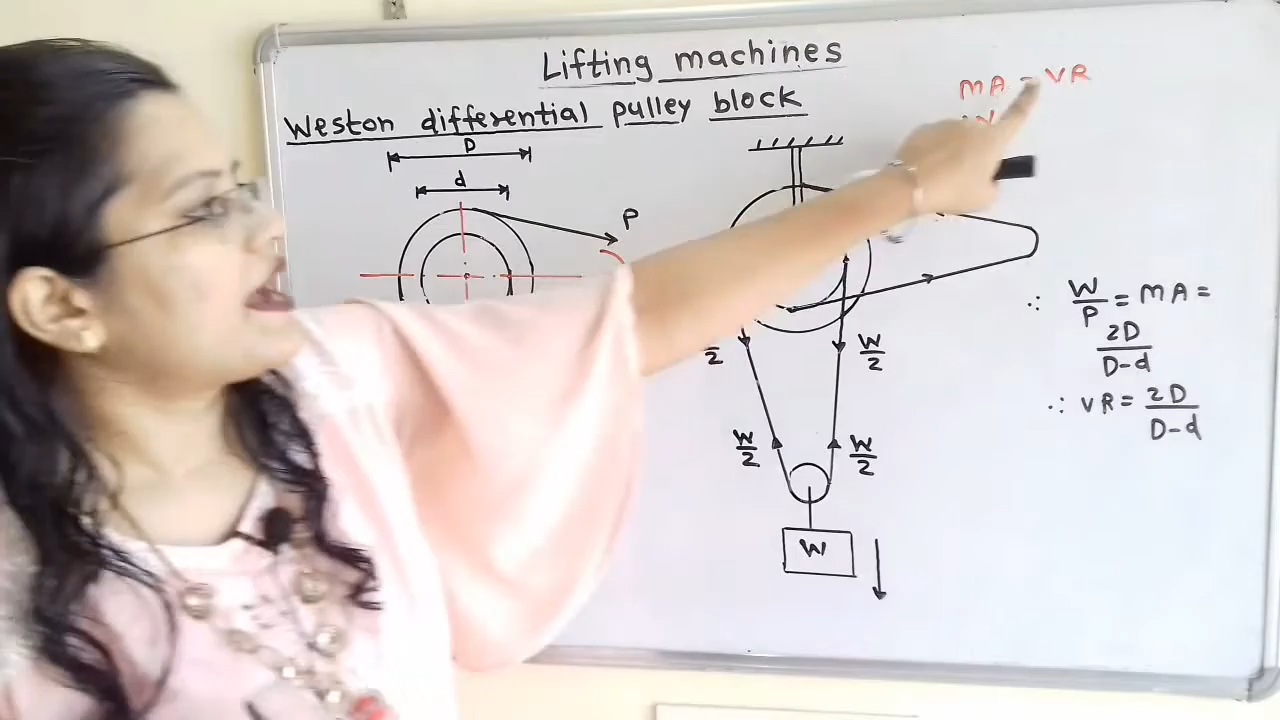 Lifting machines
MA = VR
Weston differential pulley block
D
d
P
W/2
2
W/2 W/2
W
∴ W/P = MA =
2D/D-d
∴ VR = 2D/D-d